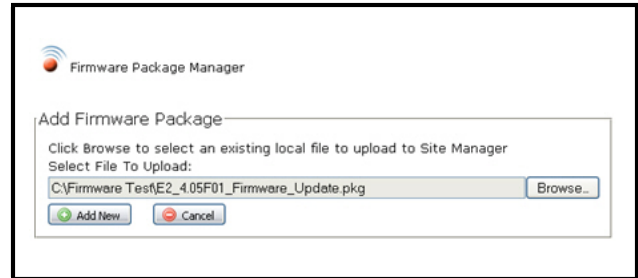 Firmware Package Manager
Add Firmware Package
Click Browse to select an existing local file to upload to Site Manager
Select File To Upload:
C:\Firmware Test\E2_4.05F01_Firmware_Update.pkg Browse...
Add New Cancel